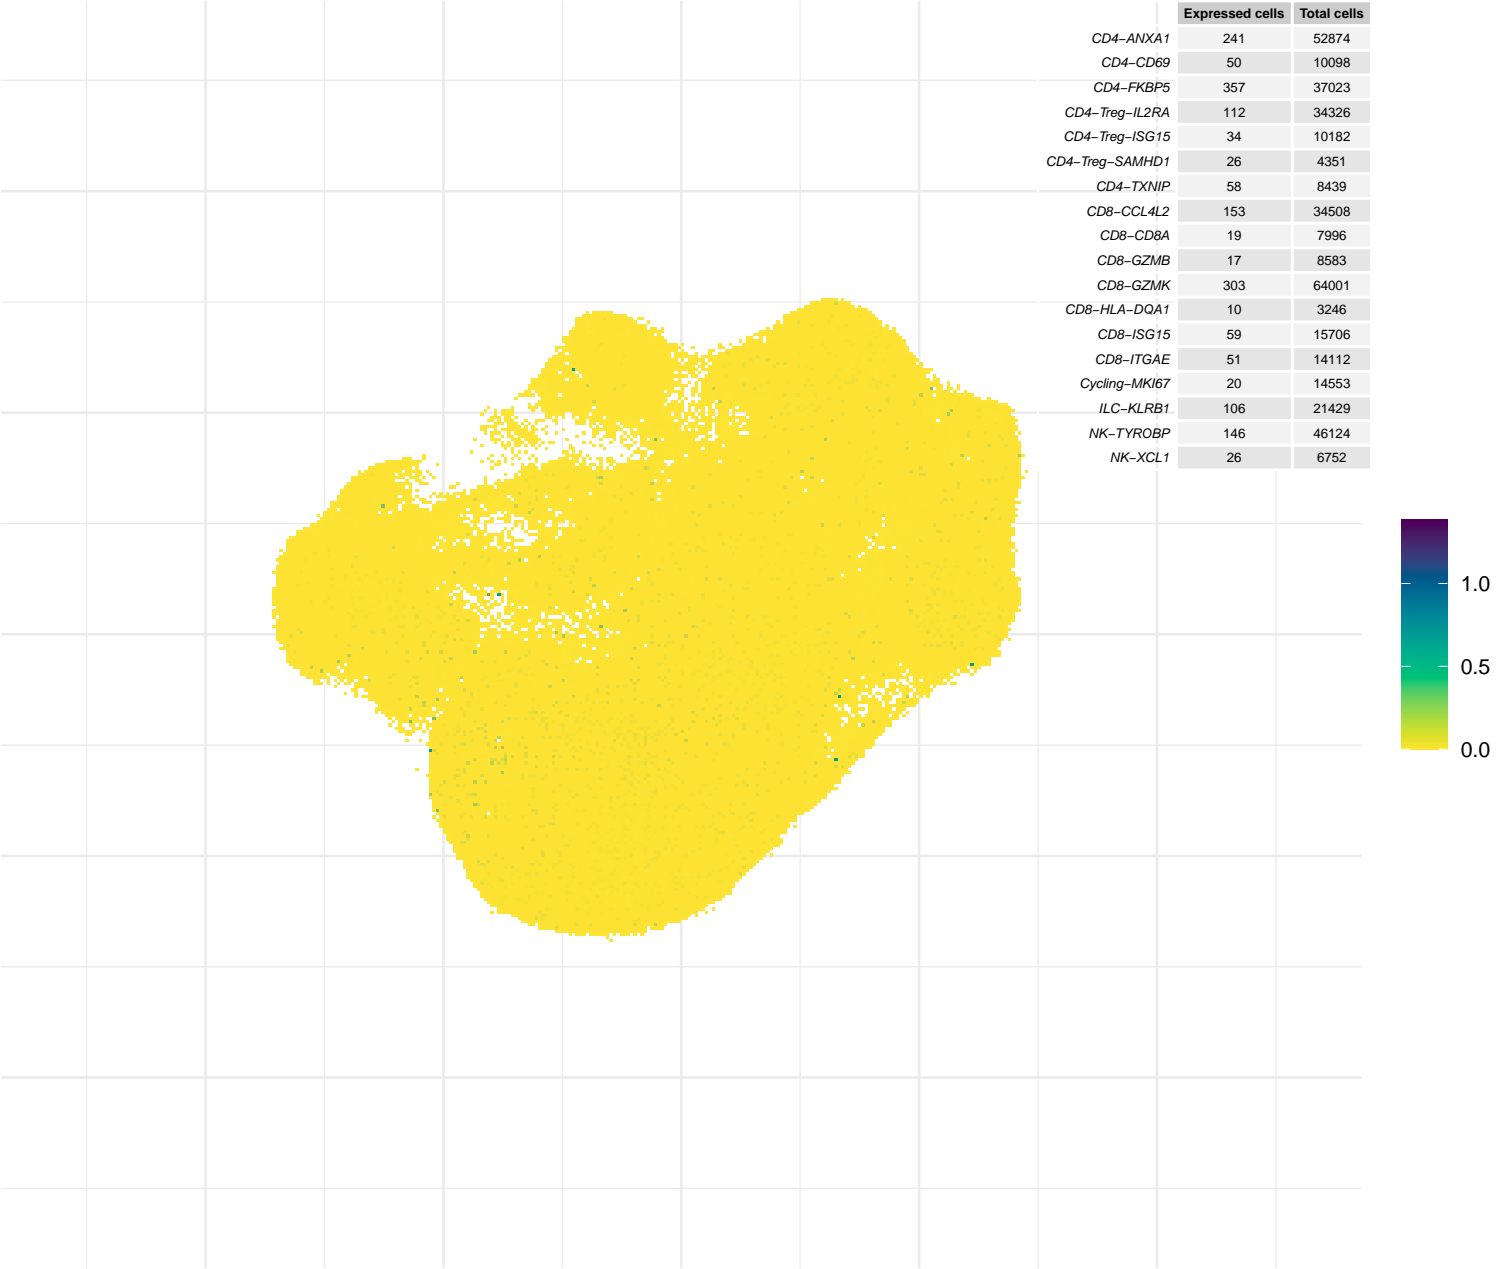 Expressed cells Total cells
CD4−ANXA1 241 52874
CD4−CD69 50 10098
CD4−FKBP5 357 37023
CD4−Treg−IL2RA 112 34326
CD4−Treg−ISG15 34 10182
CD4−Treg−SAMHD1 26 4351
CD4−TXNIP 58 8439
CD8−CCL4L2 153 34508
CD8−CD8A 19 7996
CD8−GZMB 17 8583
CD8−GZMK 303 64001
CD8−HLA−DQA1 10 3246
CD8−ISG15 59 15706
CD8−ITGAE 51 14112
Cycling−MKI67 20 14553
ILC−KLRB1 106 21429
NK−TYROBP 146 46124
NK−XCL1 26 6752
1.0
0.5
0.0